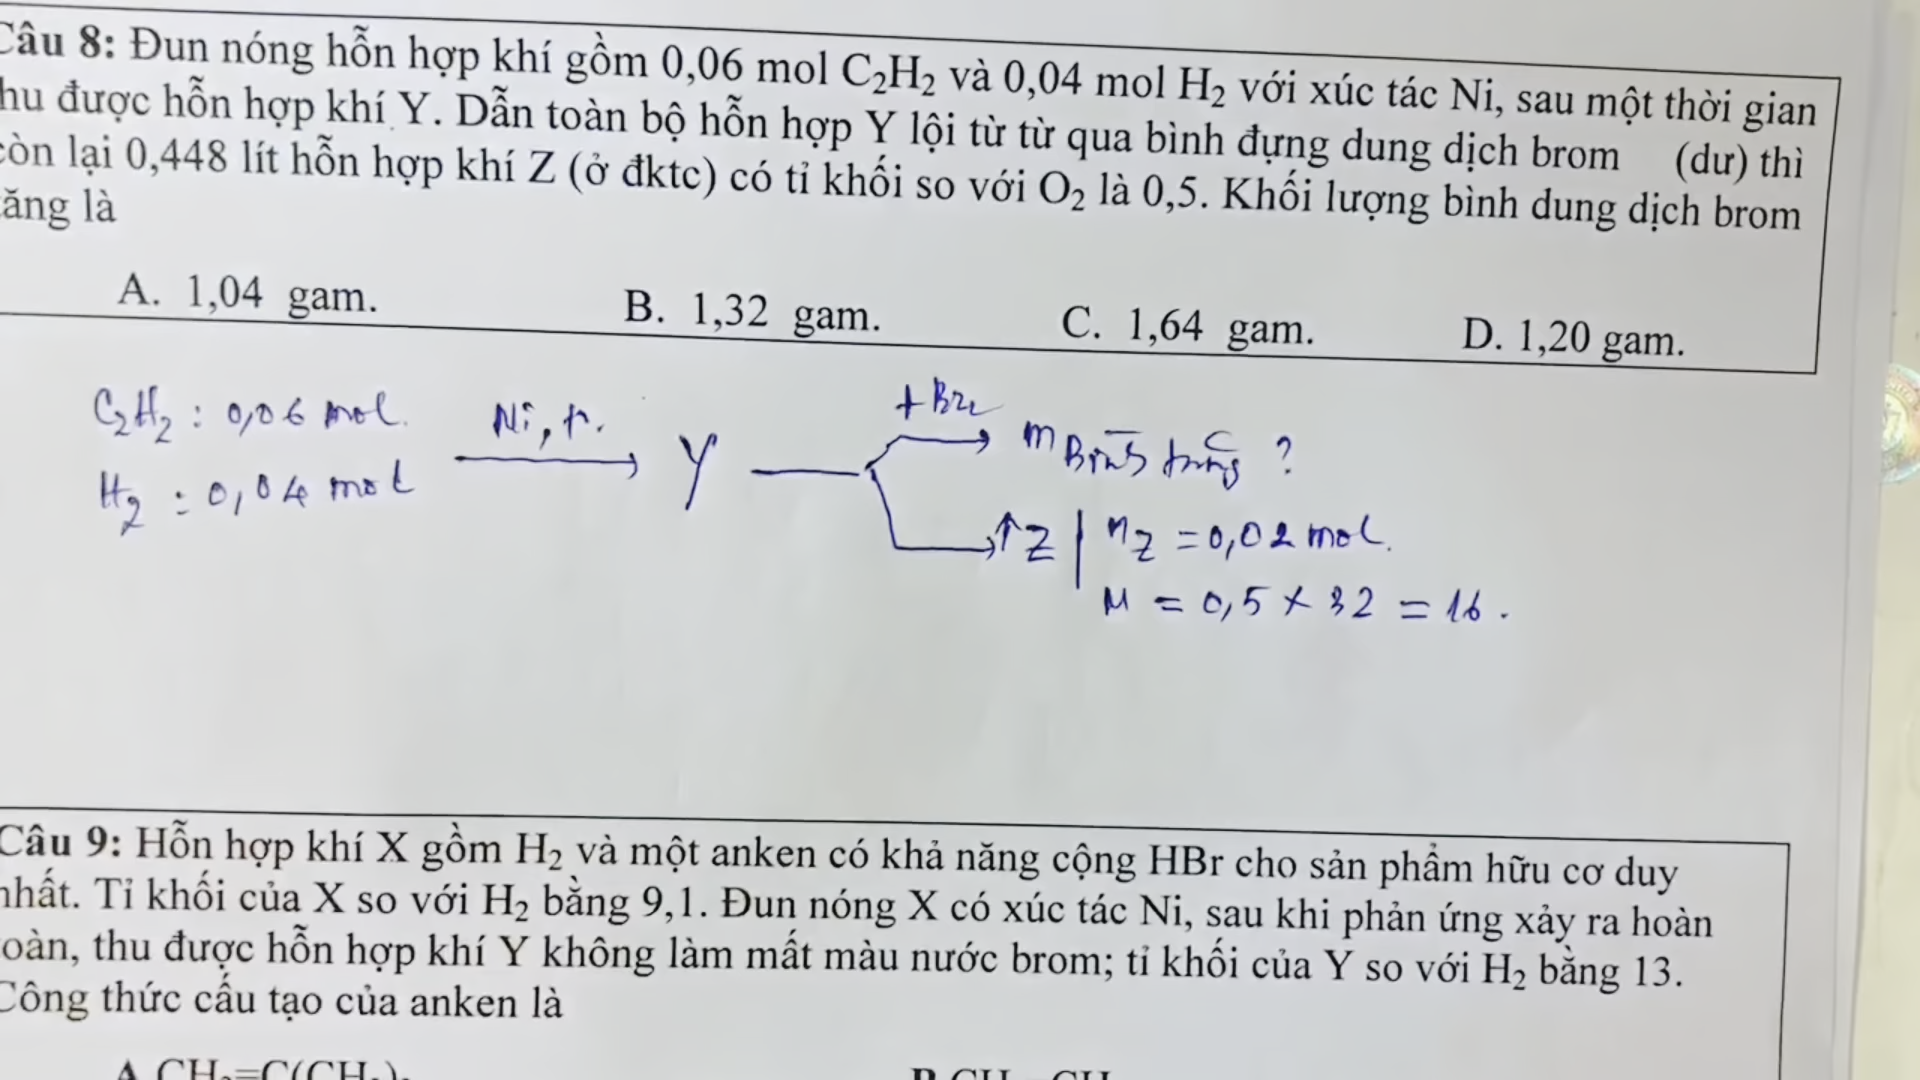 Câu 8: Đun nóng hỗn hợp khí gồm 0,06 mol C₂H₂ và 0,04 mol H₂ với xúc tác Ni, sau một thời gian
hu được hỗn hợp khí Y. Dẫn toàn bộ hỗn hợp Y lội từ từ qua bình đựng dung dịch brom (dư) thì
còn lại 0,448 lít hỗn hợp khí Z (ở đktc) có tỉ khối so với O₂ là 0,5. Khối lượng bình dung dịch brom
tăng là
A. 1,04 gam. B. 1,32 gam. C. 1,64 gam. D. 1,20 gam.
C₂H₂ : 0,06 mol.
H₂ : 0,04 mol
Ni, t°.
Y
+ Br₂
m Bình tăng ?
↑Z | n_Z = 0,02 mol.
M = 0,5 × 32 = 16.
Câu 9: Hỗn hợp khí X gồm H₂ và một anken có khả năng cộng HBr cho sản phẩm hữu cơ duy
nhất. Tỉ khối của X so với H₂ bằng 9,1. Đun nóng X có xúc tác Ni, sau khi phản ứng xảy ra hoàn
toàn, thu được hỗn hợp khí Y không làm mất màu nước brom; tỉ khối của Y so với H₂ bằng 13.
Công thức cấu tạo của anken là
A CH₂=C(CH₃)₂